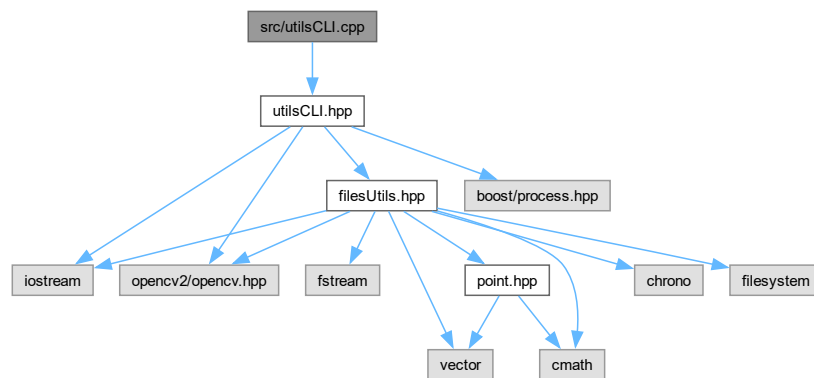 src/utilsCLI.cpp
utilsCLI.hpp
filesUtils.hpp
boost/process.hpp
iostream
opencv2/opencv.hpp
fstream
point.hpp
chrono
filesystem
vector
cmath